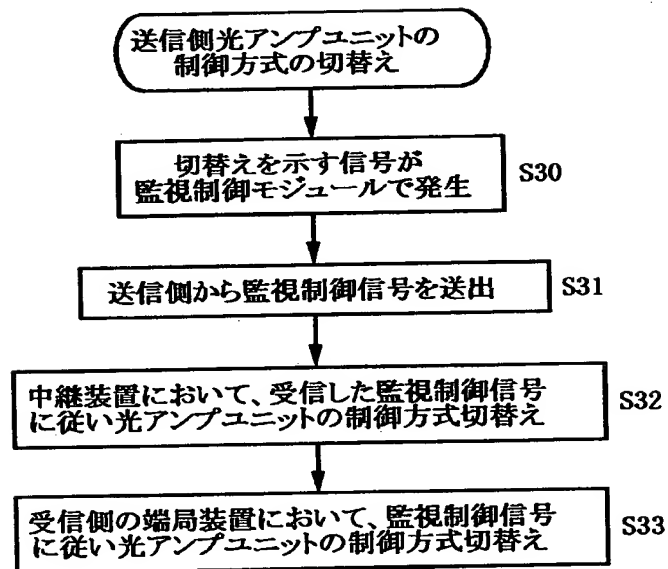 送信側光アンプユニットの
制御方式の切替え
切替えを示す信号が
監視制御モジュールで発生
S30
送信側から監視制御信号を送出
S31
中継装置において、受信した監視制御信号
に従い光アンプユニットの制御方式切替え
S32
受信側の端局装置において、監視制御信号
に従い光アンプユニットの制御方式切替え
S33